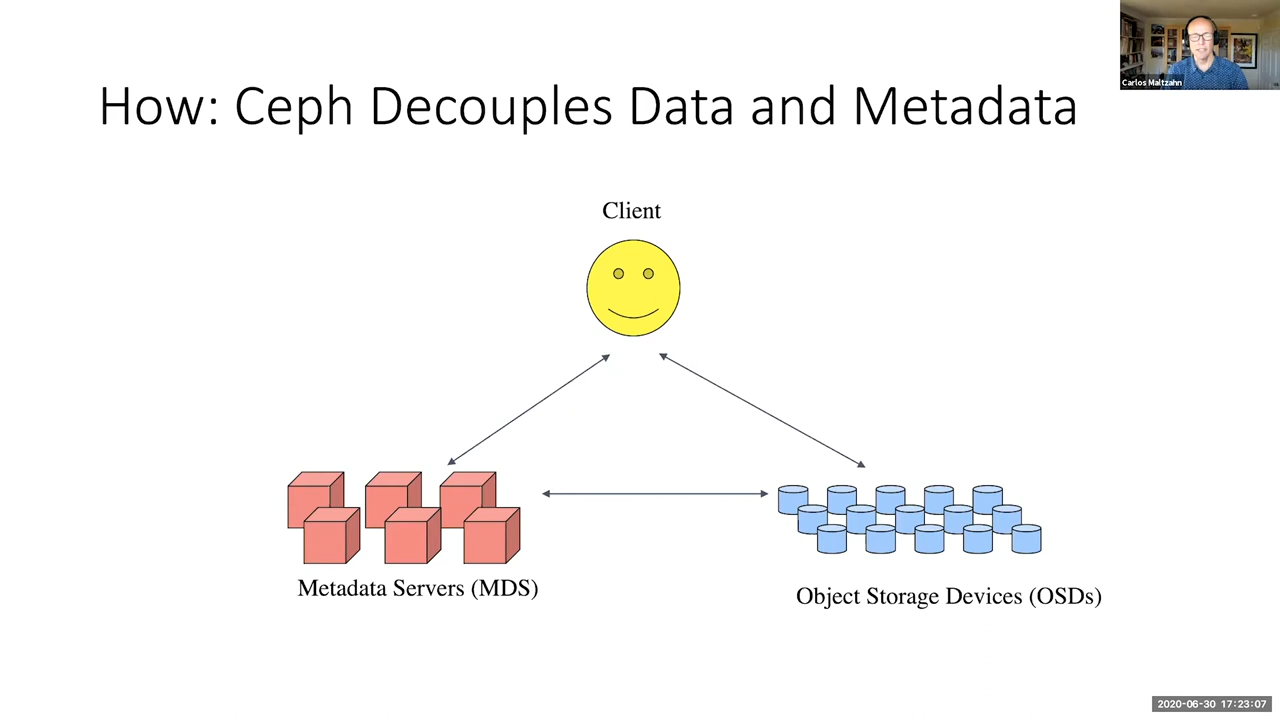 Carlos Maltzahn
How: Ceph Decouples Data and Metadata
Client
Metadata Servers (MDS)
Object Storage Devices (OSDs)
2020-06-30 17:23:07